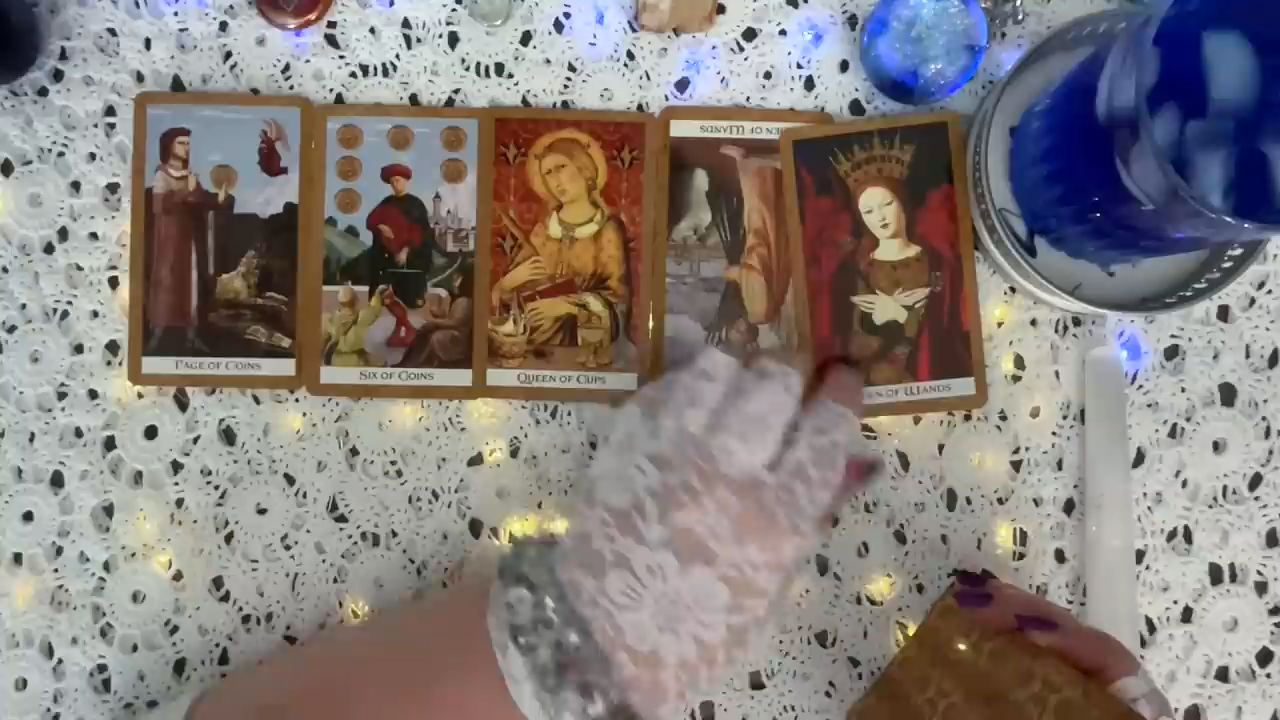 PAGE OF COINS
SIX OF COINS
QUEEN OF CUPS
OF WANDS
OF WANDS